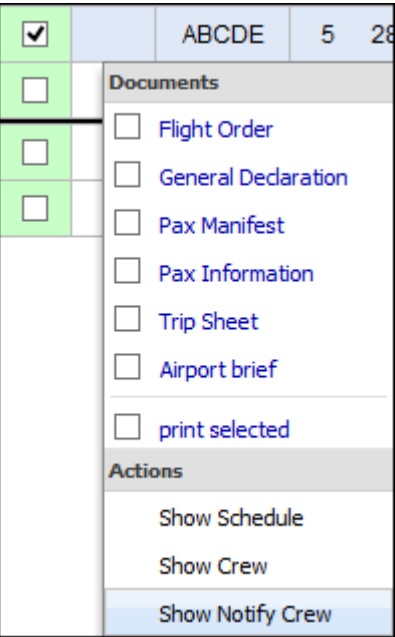 ABCDE 5 28
Documents
Flight Order
General Declaration
Pax Manifest
Pax Information
Trip Sheet
Airport brief
print selected
Actions
Show Schedule
Show Crew
Show Notify Crew